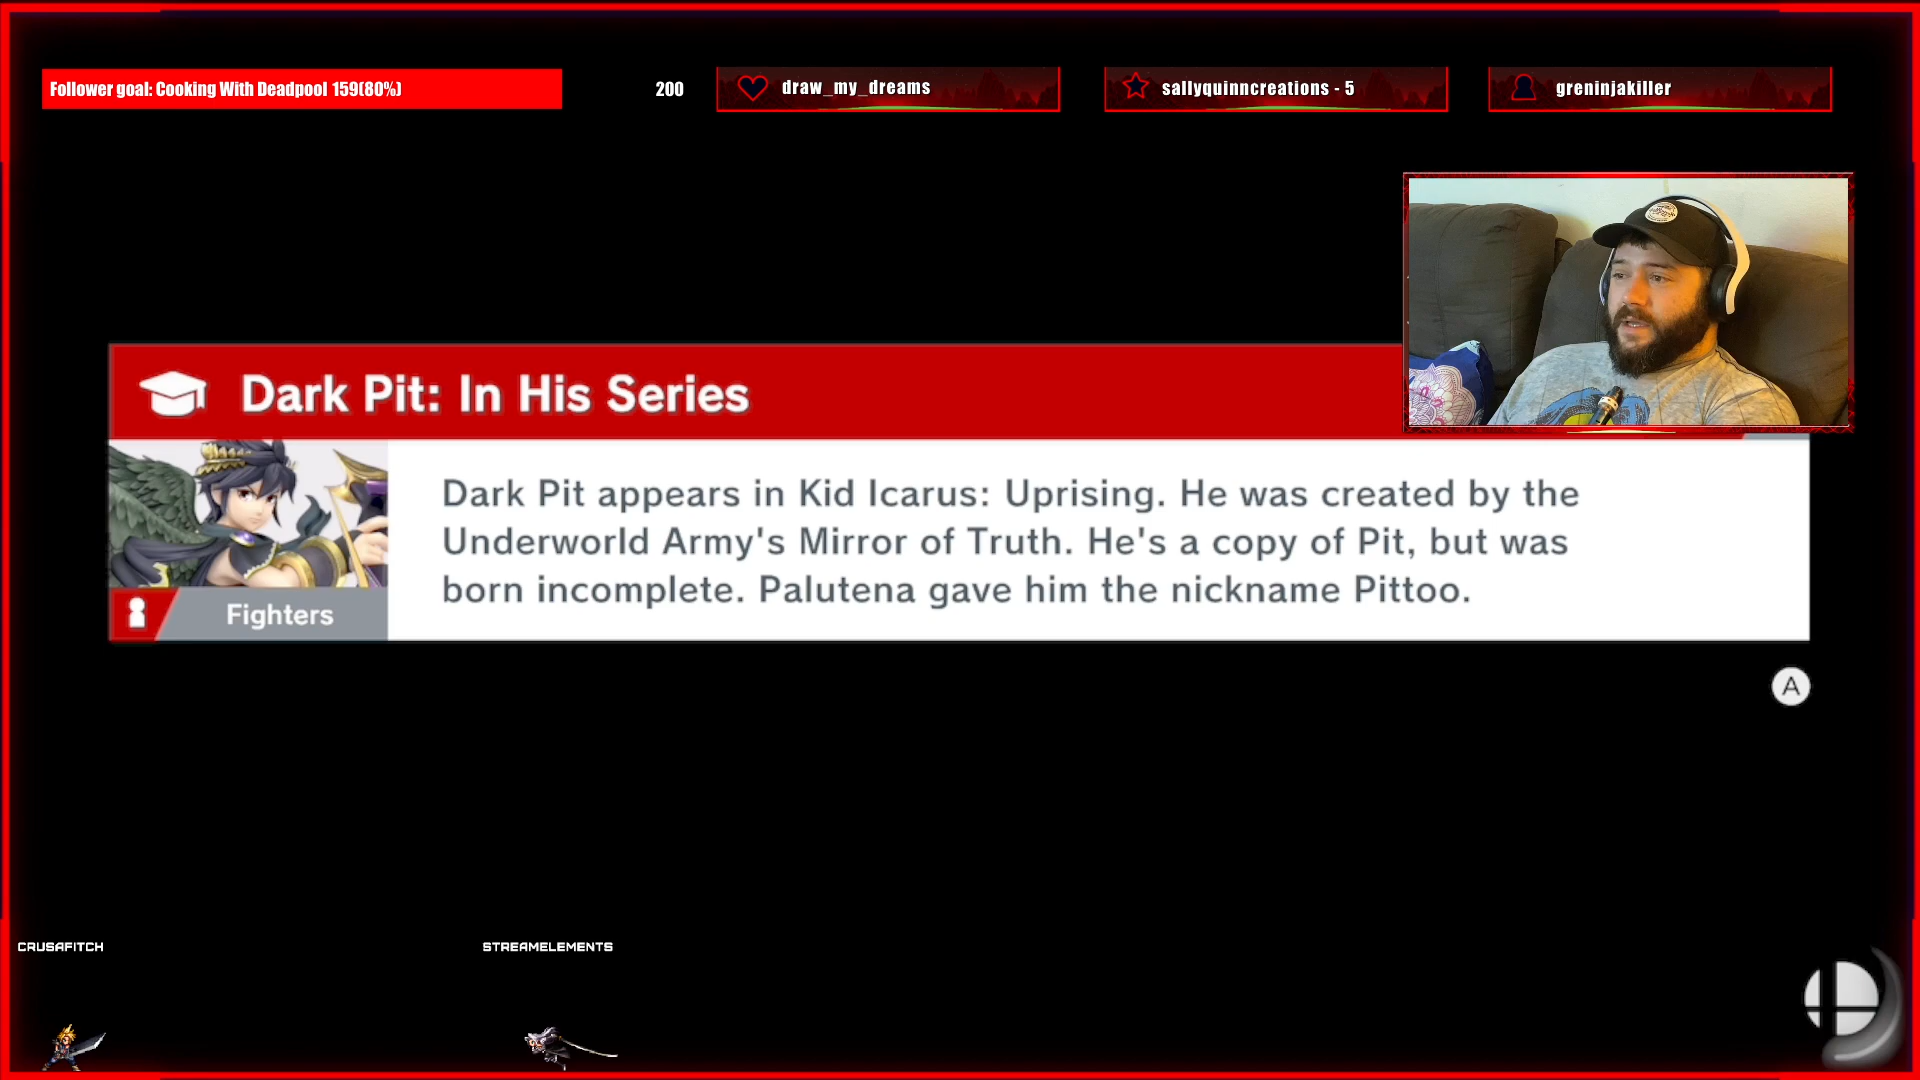 Follower goal: Cooking With Deadpool 159(80%)
200
draw_my_dreams
sallyquinncreations - 5
greninjakiller
Dark Pit: In His Series
Dark Pit appears in Kid Icarus: Uprising. He was created by the
Underworld Army's Mirror of Truth. He's a copy of Pit, but was
born incomplete. Palutena gave him the nickname Pittoo.
Fighters
A
CRUSAFITCH
STREAMELEMENTS